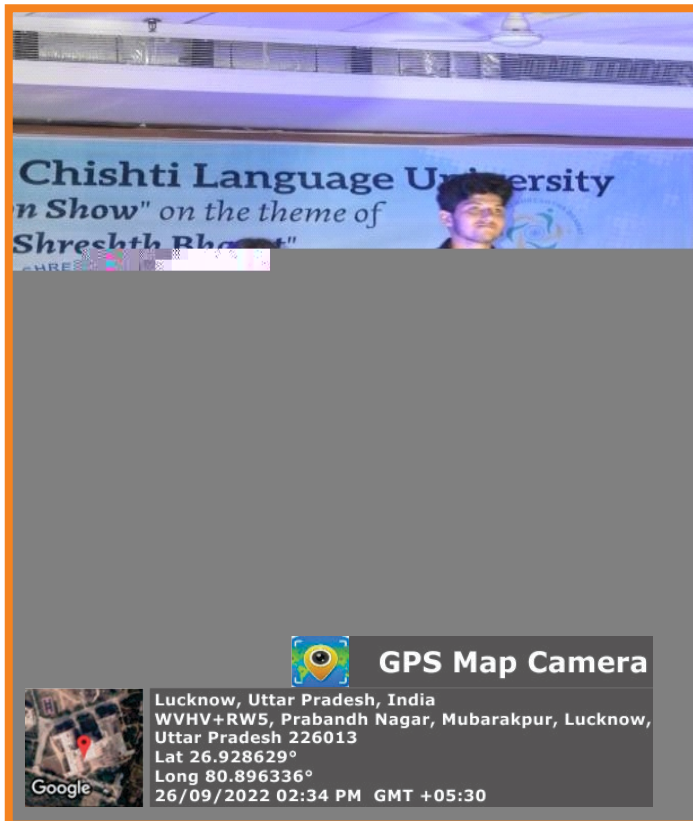 Chishti Language University
n Show" on the theme of
Shreshth Bharat"
SHRE
GPS Map Camera
Lucknow, Uttar Pradesh, India
WVHV+RW5, Prabandh Nagar, Mubarakpur, Lucknow,
Uttar Pradesh 226013
Lat 26.928629°
Long 80.896336°
26/09/2022 02:34 PM GMT +05:30
Google